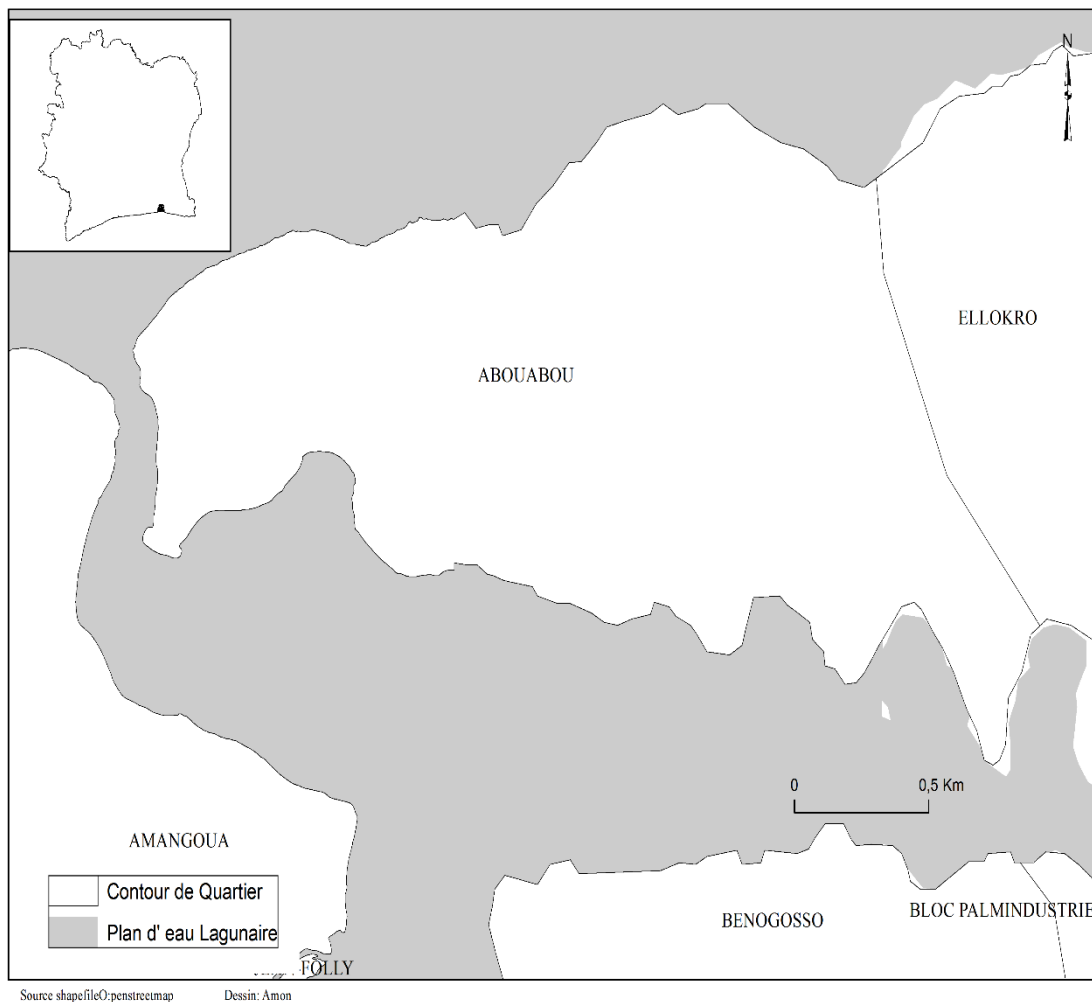 N
ELLOKRO
ABOUABOU
0 0,5 Km
AMANGOUA
Contour de Quartier
Plan d' eau Lagunaire
BENOGOSSO
BLOC PALMINDUSTRIE
FOLLY
Source shapefileO:penstreetmap Dessin: Amon